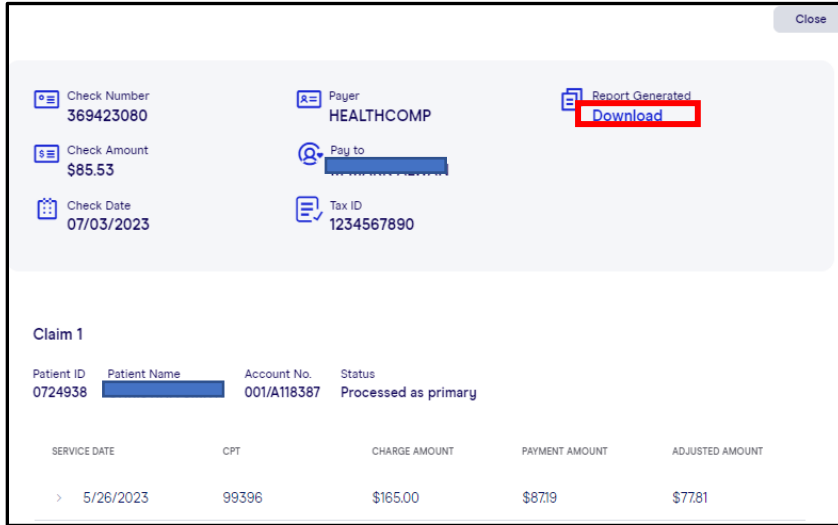 Close
Check Number
369423080
Payer
HEALTHCOMP
Report Generated
Download
Check Amount
$85.53
Pay to
Check Date
07/03/2023
Tax ID
1234567890
Claim 1
Patient ID Patient Name Account No. Status
0724938 001/A118387 Processed as primary
SERVICE DATE CPT CHARGE AMOUNT PAYMENT AMOUNT ADJUSTED AMOUNT
5/26/2023 99396 $165.00 $87.19 $77.81